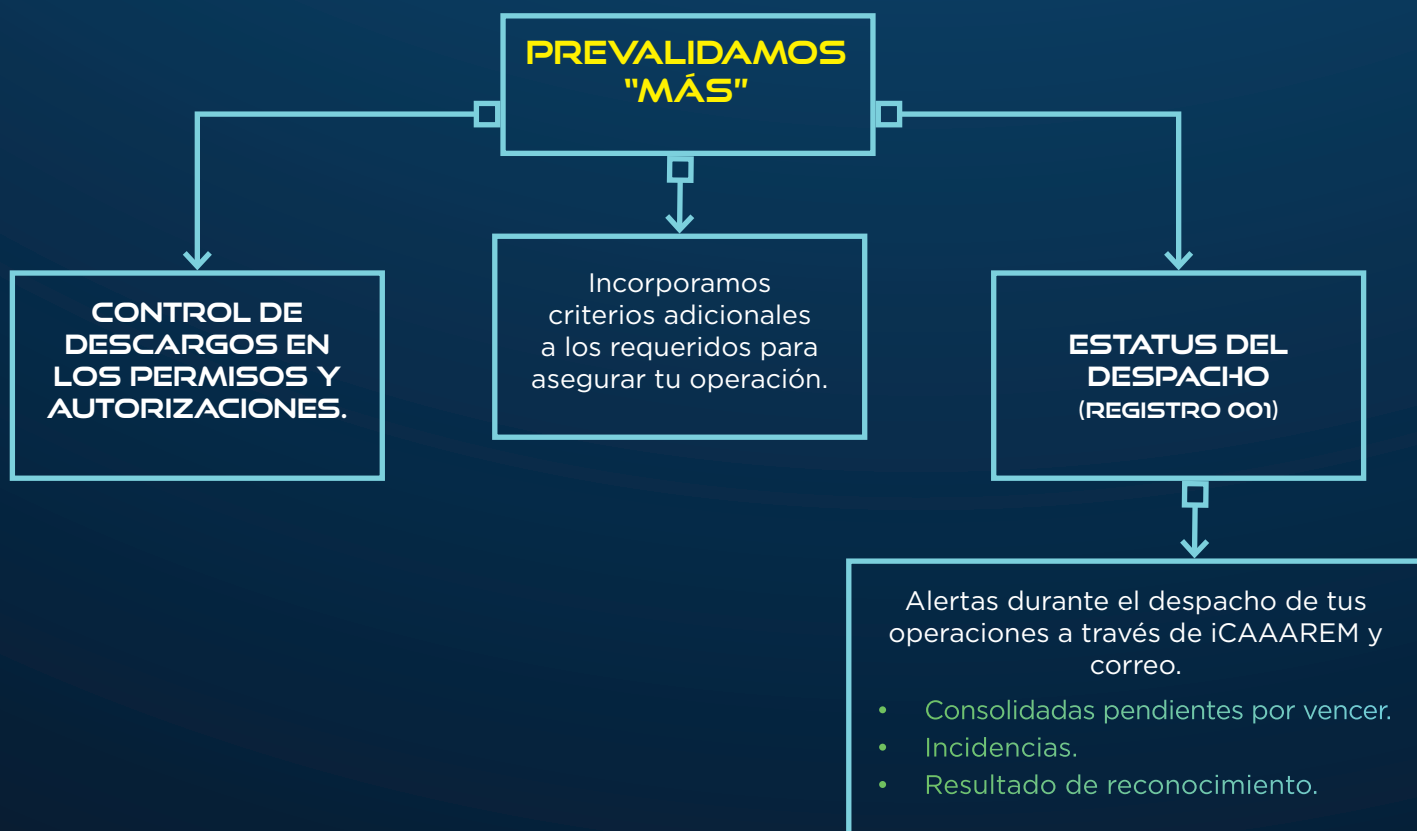 PREVALIDAMOS
“MÁS”
CONTROL DE
DESCARGOS EN
LOS PERMISOS Y
AUTORIZACIONES.
Incorporamos
criterios adicionales
a los requeridos para
asegurar tu operación.
ESTATUS DEL
DESPACHO
(REGISTRO 001)
Alertas durante el despacho de tus
operaciones a través de iCAAAREM y
correo.
• Consolidadas pendientes por vencer.
• Incidencias.
• Resultado de reconocimiento.